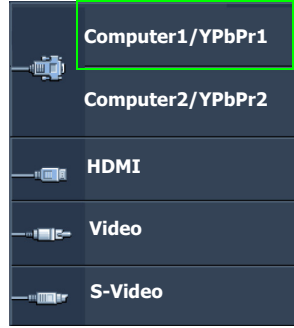 Computer1/YPbPr1
Computer2/YPbPr2
HDMI
Video
S-Video